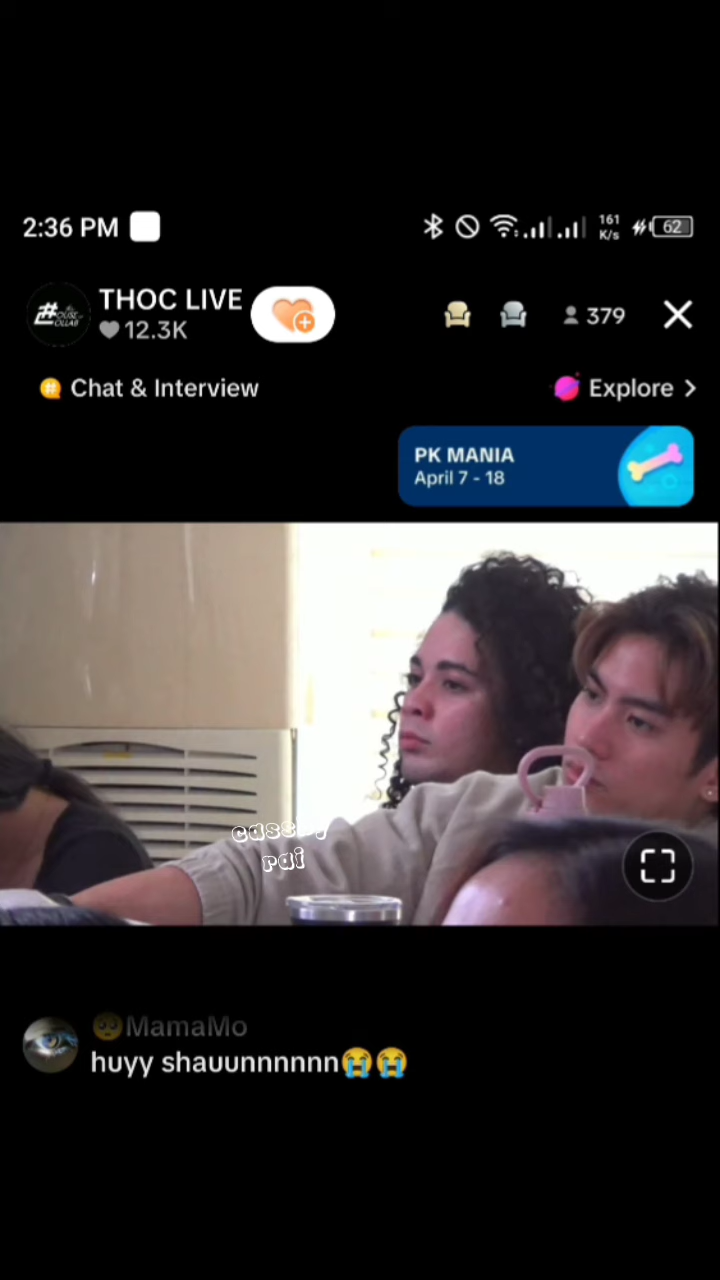 2:36 PM
161
K/s
62
THOC LIVE
12.3K
379
# Chat & Interview
Explore >
PK MANIA
April 7 - 18
rai
🥺MamaMo
huyy shauunnnnnn😭😭